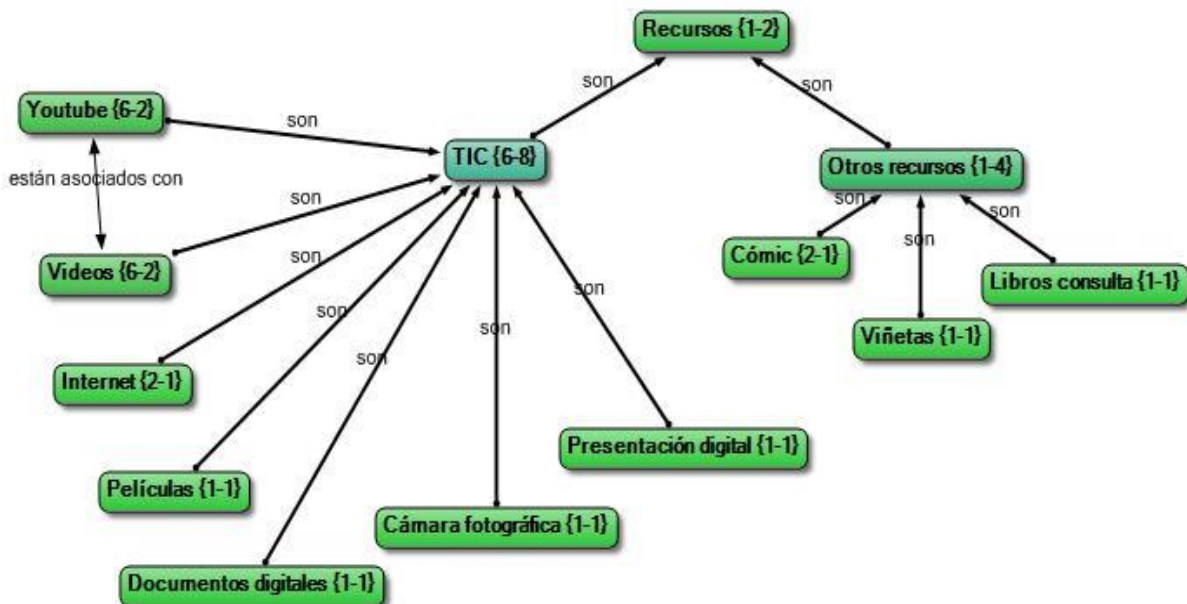 Recursos {1-2}
son
son
Youtube {6-2}
son
TIC {6-8}
Otros recursos {1-4}
están asociados con
son
son
son
son
Cómic {2-1}
son
Videos {6-2}
son
Libros consulta {1-1}
son
son
son
Viñetas {1-1}
son
Internet {2-1}
Presentación digital {1-1}
Películas {1-1}
Cámara fotográfica {1-1}
Documentos digitales {1-1}